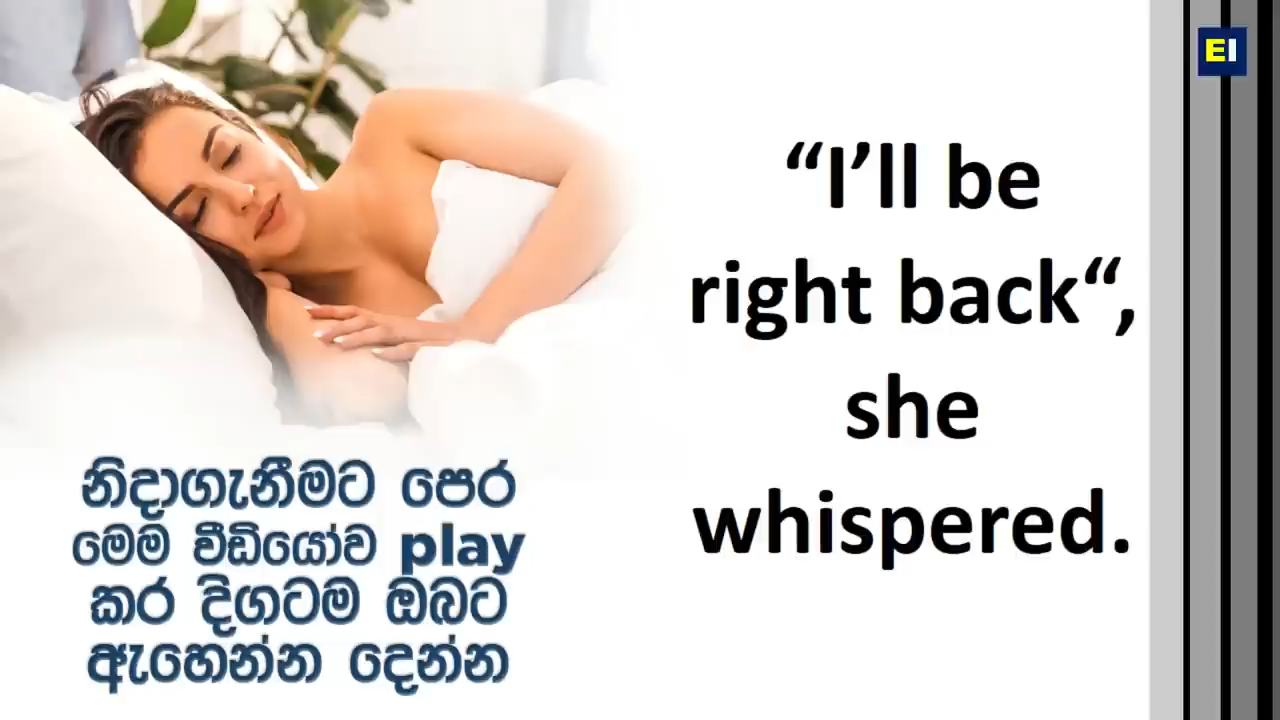 EI
“I’ll be
right back“,
she
whispered.
නිදාගැනීමට පෙර
මෙම වීඩියෝව play
කර දිගටම ඔබට
ඇහෙන්න දෙන්න